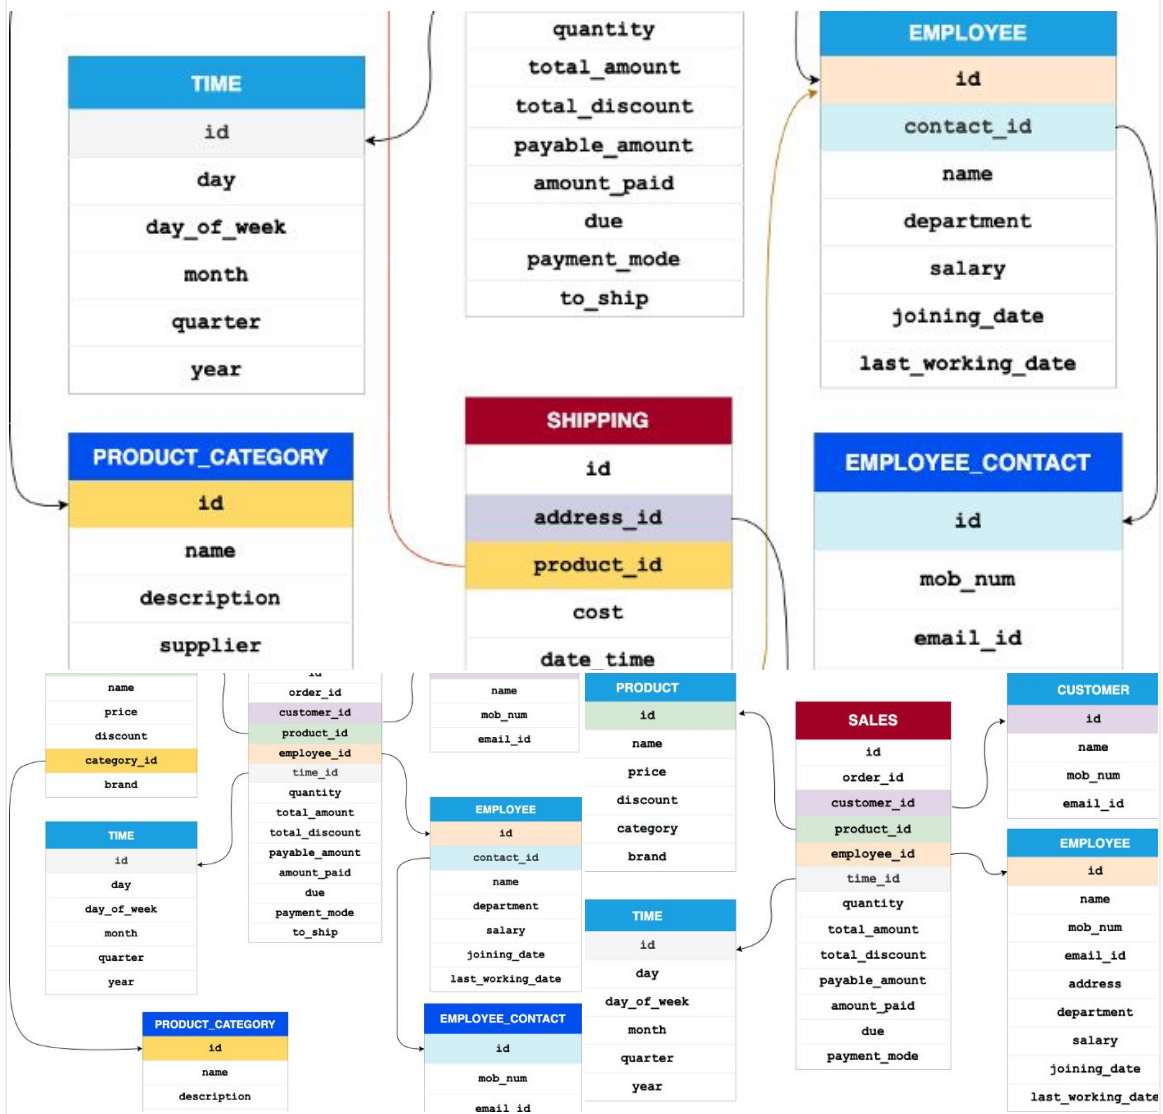 TIME
id
day
day_of_week
month
quarter
year
quantity
total_amount
total_discount
payable_amount
amount_paid
due
payment_mode
to_ship
EMPLOYEE
id
contact_id
name
department
salary
joining_date
last_working_date
PRODUCT_CATEGORY
id
name
description
supplier
SHIPPING
id
address_id
product_id
cost
date_time
EMPLOYEE_CONTACT
id
mob_num
email_id
name
price
discount
category_id
brand
TIME
id
day
day_of_week
month
quarter
year
PRODUCT_CATEGORY
id
name
description
id
order_id
customer_id
product_id
employee_id
time_id
quantity
total_amount
total_discount
payable_amount
amount_paid
due
payment_mode
to_ship
name
mob_num
email_id
EMPLOYEE
id
contact_id
name
department
salary
joining_date
last_working_date
EMPLOYEE_CONTACT
id
mob_num
email_id
PRODUCT
id
name
price
discount
category
brand
TIME
id
day
day_of_week
month
quarter
year
SALES
id
order_id
customer_id
product_id
employee_id
time_id
quantity
total_amount
total_discount
payable_amount
amount_paid
due
payment_mode
CUSTOMER
id
name
mob_num
email_id
EMPLOYEE
id
name
mob_num
email_id
address
department
salary
joining_date
last_working_date